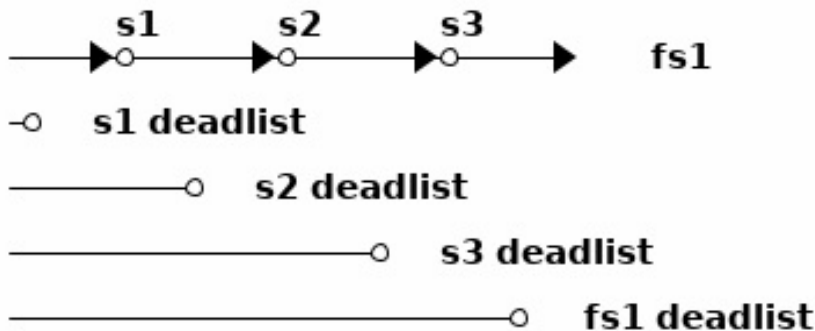 s1 s2 s3
fs1
s1 deadlist
s2 deadlist
s3 deadlist
fs1 deadlist